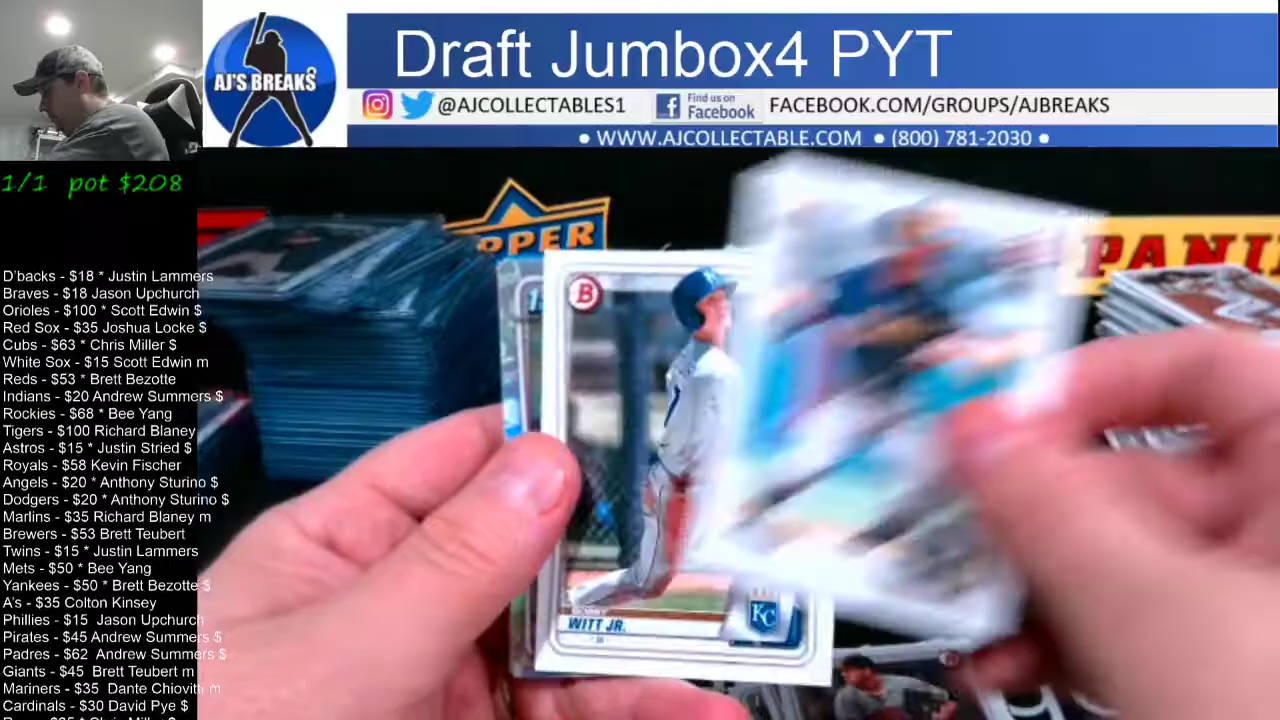 Draft Jumbox4 PYT
AJ'S BREAKS
@AJCOLLECTABLES1
Find us on
Facebook
FACEBOOK.COM/GROUPS/AJBREAKS
● WWW.AJCOLLECTABLE.COM ● (800) 781-2030 ●
1/1 pot $208
PPER
PANIN
D'backs - $18 * Justin Lammers
Braves - $18 Jason Upchurch
Orioles - $100 * Scott Edwin $
Red Sox - $35 Joshua Locke $
Cubs - $63 * Chris Miller $
White Sox - $15 Scott Edwin m
Reds - $53 * Brett Bezotte
Indians - $20 Andrew Summers $
Rockies - $68 * Bee Yang
Tigers - $100 Richard Blaney
Astros - $15 * Justin Stried $
Royals - $58 Kevin Fischer
Angels - $20 * Anthony Sturino $
Dodgers - $20 * Anthony Sturino $
Marlins - $35 Richard Blaney m
Brewers - $53 Brett Teubert
Twins - $15 * Justin Lammers
Mets - $50 * Bee Yang
Yankees - $50 * Brett Bezotte $
A's - $35 Colton Kinsey
Phillies - $15 Jason Upchurch
Pirates - $45 Andrew Summers $
Padres - $62 Andrew Summers $
Giants - $45 Brett Teubert m
Mariners - $35 Dante Chioviti m
Cardinals - $30 David Pye $
B
WITT JR.
KC